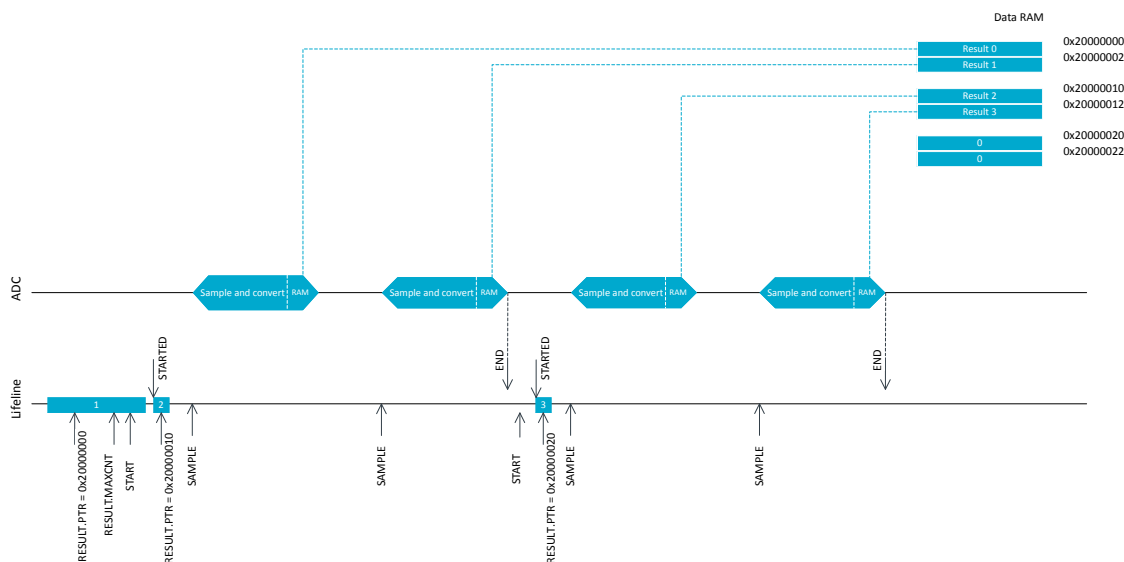 Data RAM
Result 0
0x20000000
Result 1
0x20000002
Result 2
0x20000010
Result 3
0x20000012
0
0x20000020
0
0x20000022
ADC
Sample and convert
RAM
Sample and convert
RAM
Sample and convert
RAM
Sample and convert
RAM
STARTED
END
STARTED
END
Lifeline
1
2
3
RESULT.PTR = 0x20000000
RESULT.MAXCNT
START
RESULT.PTR = 0x20000010
SAMPLE
SAMPLE
START
RESULT.PTR = 0x20000020
SAMPLE
SAMPLE